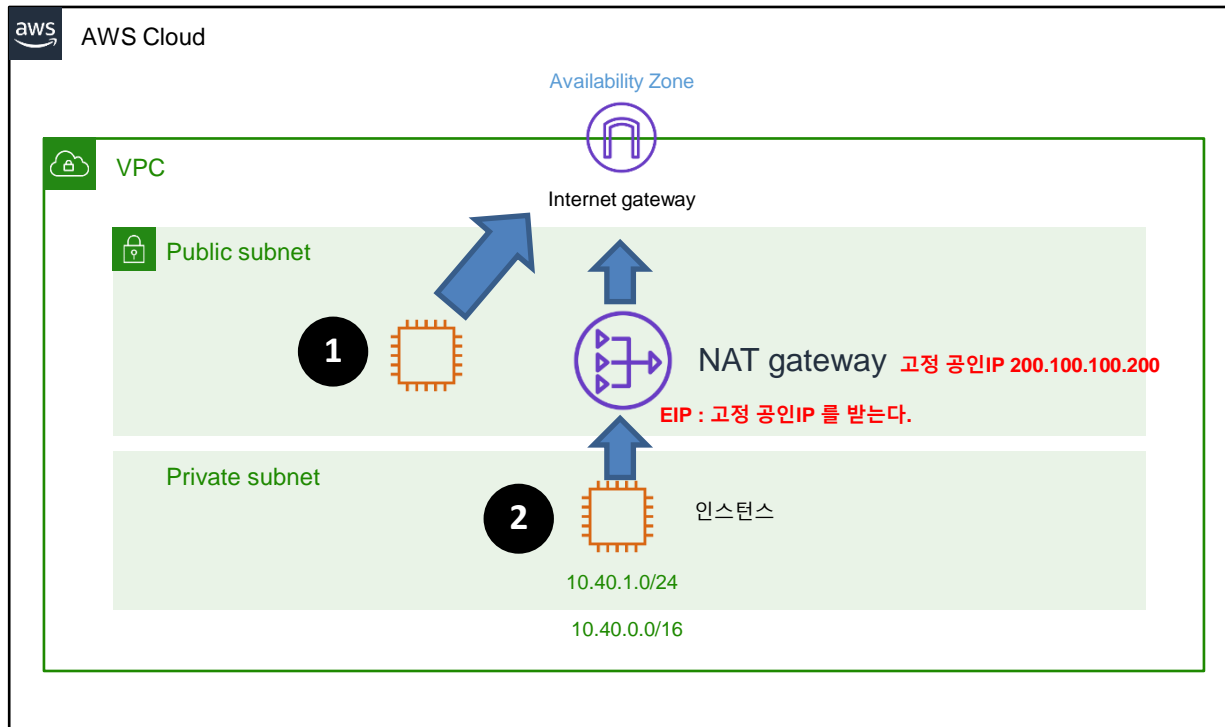 aws
AWS Cloud
Availability Zone
VPC
Internet gateway
Public subnet
1
NAT gateway 고정 공인IP 200.100.100.200
EIP : 고정 공인IP 를 받는다.
Private subnet
2
인스턴스
10.40.1.0/24
10.40.0.0/16